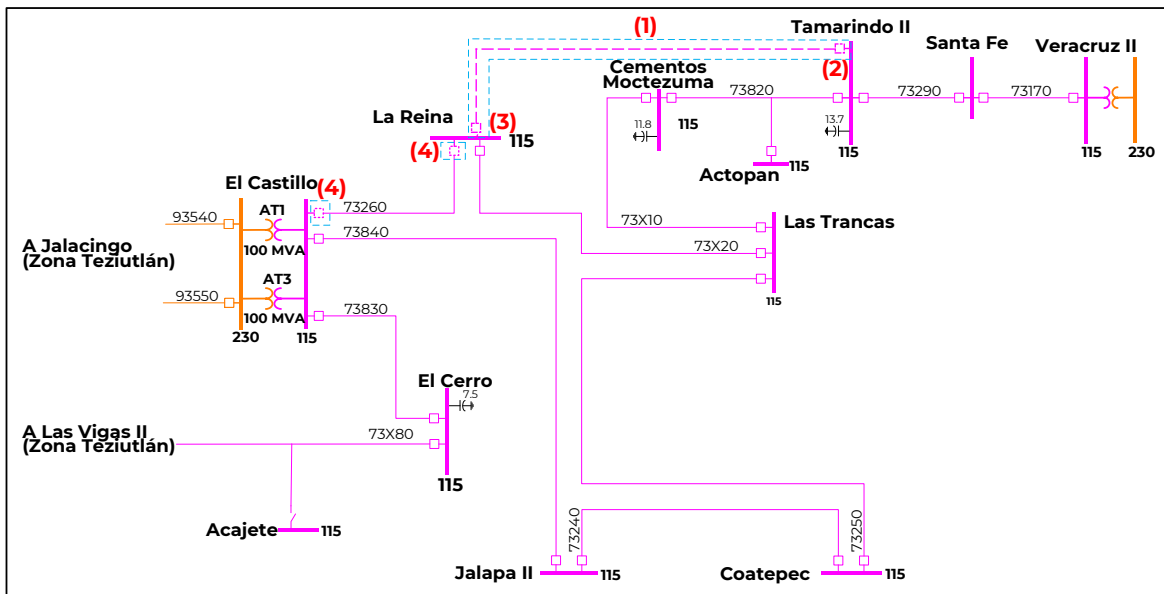 (1)
Tamarindo II
Santa Fe
Veracruz II
(2)
Cementos
Moctezuma
73820
73290
73170
La Reina
(3)
115
11.8
115
13.7
(4)
115
115
230
Actopan
115
El Castillo
(4)
93540
AT1
73260
73X10
Las Trancas
A Jalacingo
(Zona Teziutlán)
100 MVA
73840
73X20
AT3
93550
100 MVA
73830
115
230
115
El Cerro
7.5
A Las Vigas II
(Zona Teziutlán)
73X80
115
Acajete
115
73240
73250
Jalapa II
115
Coatepec
115